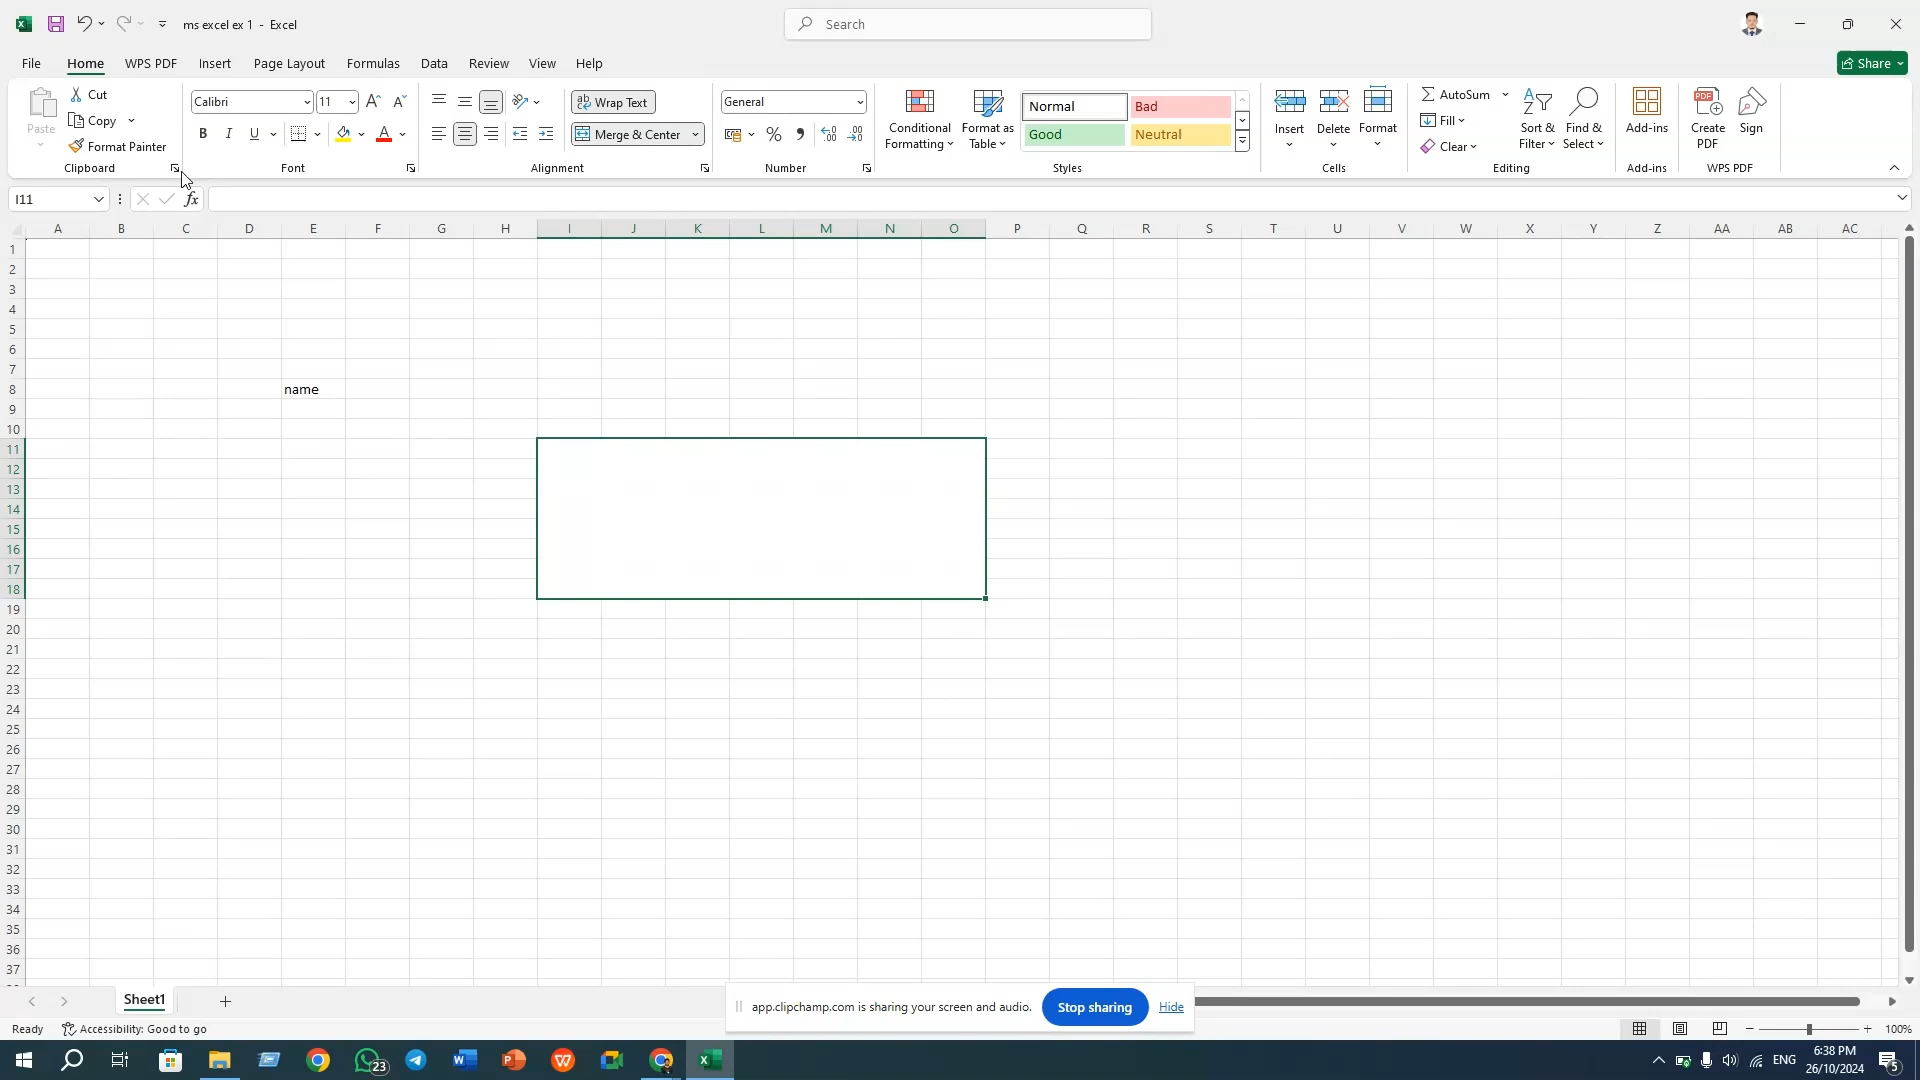 ms excel ex 1 - Excel
Search
File Home WPS PDF Insert Page Layout Formulas Data Review View Help
Share
Paste
Cut
Copy
Format Painter
Clipboard
Calibri 11
B I U A
Font
ab Wrap Text
Merge & Center
Alignment
General
% 9
Number
Conditional Formatting
Format as Table
Normal Bad
Good Neutral
Styles
Insert Delete Format
Cells
AutoSum
Fill
Clear
Sort & Filter
Find & Select
Editing
Add-ins
Add-ins
Create PDF
Sign
WPS PDF
I11
fx
A B C D E F G H I J K L M N O P Q R S T U V W X Y Z AA AB AC
1
2
3
4
5
6
7
8 name
9
10
11
12
13
14
15
16
17
18
19
20
21
22
23
24
25
26
27
28
29
30
31
32
33
34
35
36
37
Sheet1
app.clipchamp.com is sharing your screen and audio. Stop sharing Hide
Ready Accessibility: Good to go
100%
23
ENG
6:38 PM
26/10/2024
5